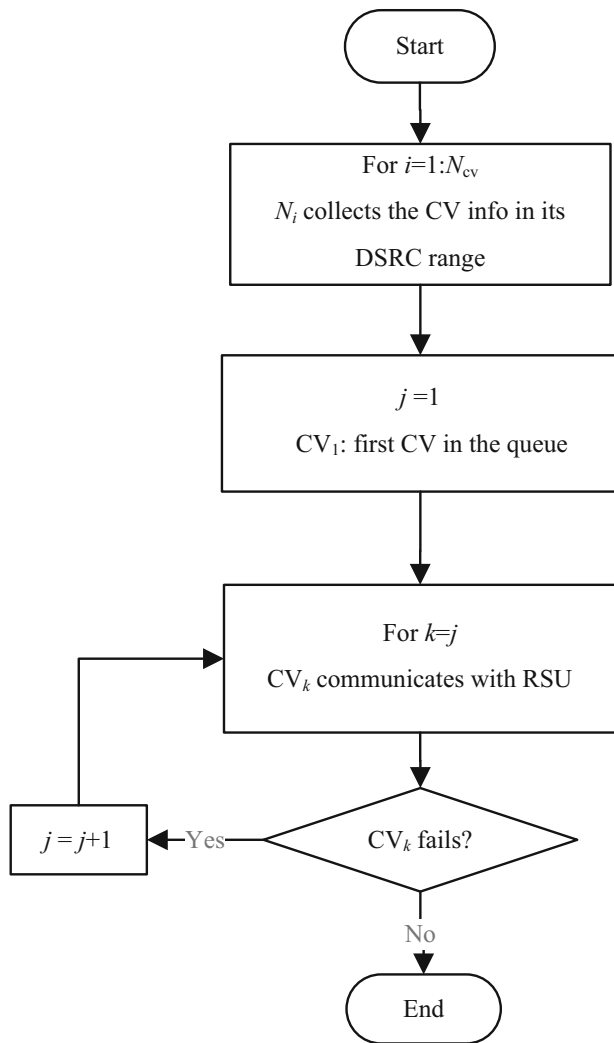 Start
For i=1:Ncv
Ni collects the CV info in its
DSRC range
j =1
CV1: first CV in the queue
For k=j
CVk communicates with RSU
j = j+1
Yes
CVk fails?
No
End